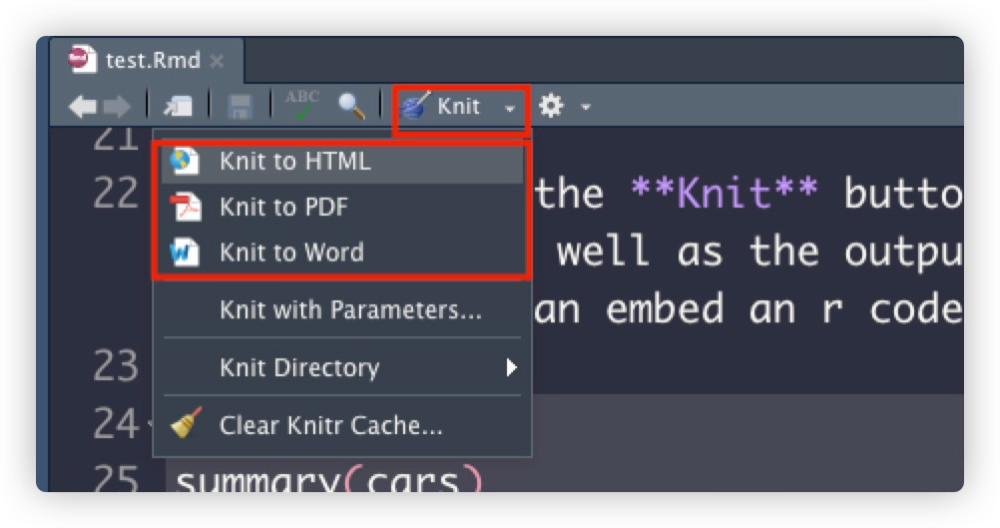 test.Rmd
ABC
Knit
21
Knit to HTML
22 the **Knit** butto
Knit to PDF
Knit to Word
well as the outpu
Knit with Parameters...
an embed an r code
23
Knit Directory
24
Clear Knitr Cache...
25 summary(cars)